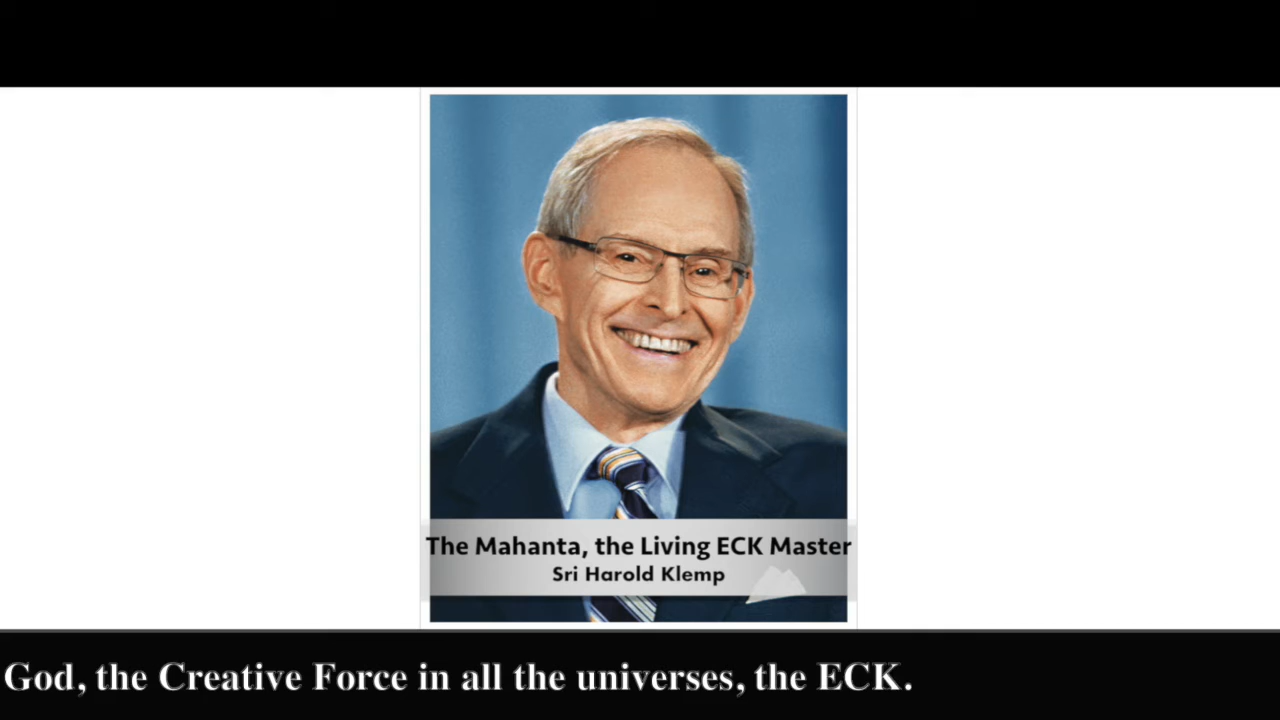 The Mahanta, the Living ECK Master
Sri Harold Klemp
God, the Creative Force in all the universes, the ECK.